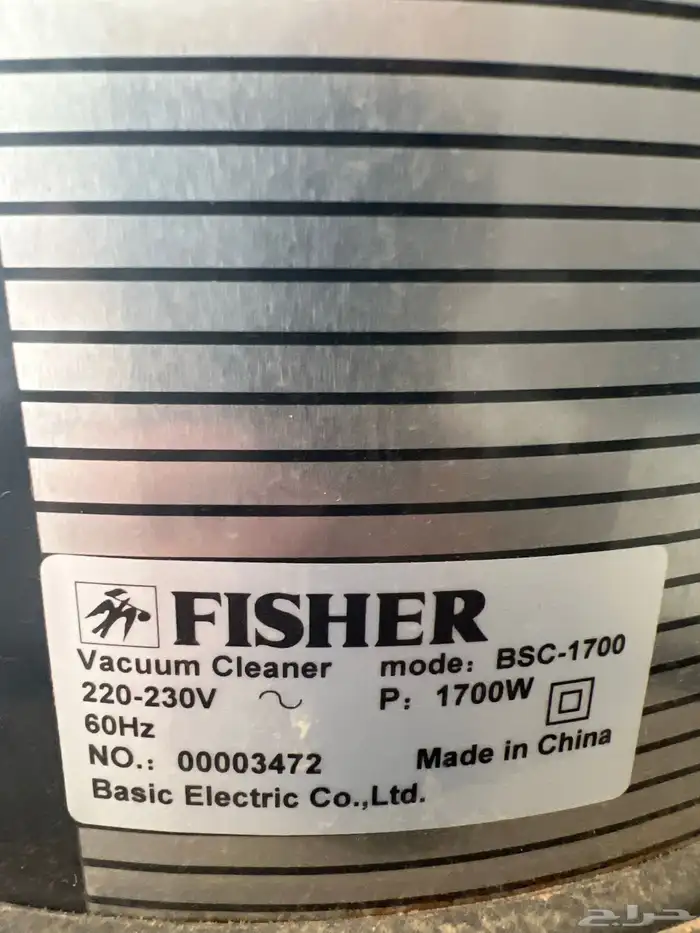 FISHER
Vacuum Cleaner mode: BSC-1700
220-230V ~ P: 1700W
60Hz
NO.: 00003472 Made in China
Basic Electric Co.,Ltd.
حراج